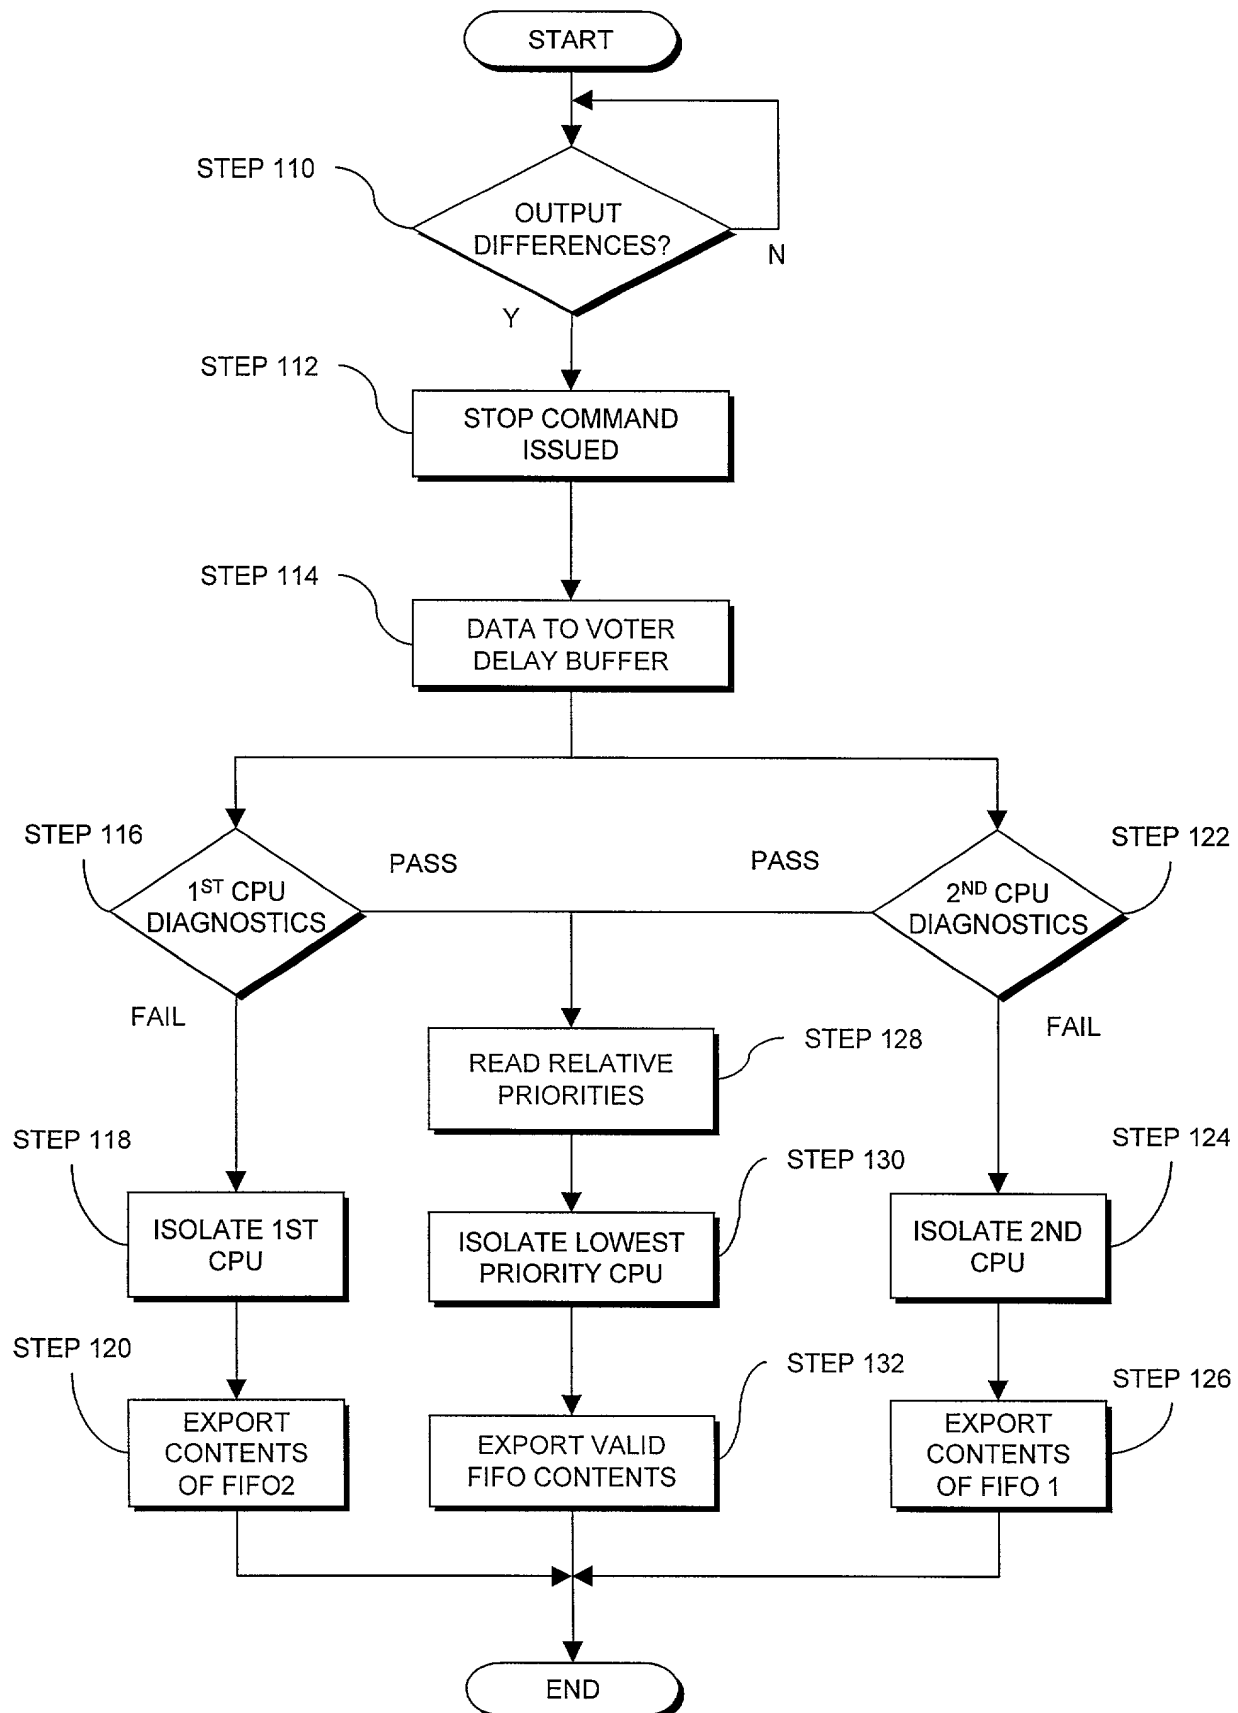 START
STEP 110
OUTPUT
DIFFERENCES?
N
Y
STEP 112
STOP COMMAND
ISSUED
STEP 114
DATA TO VOTER
DELAY BUFFER
STEP 116
PASS
PASS
STEP 122
1ST CPU
DIAGNOSTICS
2ND CPU
DIAGNOSTICS
FAIL
FAIL
READ RELATIVE
PRIORITIES
STEP 128
STEP 118
STEP 130
STEP 124
ISOLATE 1ST
CPU
ISOLATE LOWEST
PRIORITY CPU
ISOLATE 2ND
CPU
STEP 120
STEP 132
STEP 126
EXPORT
CONTENTS
OF FIFO2
EXPORT VALID
FIFO CONTENTS
EXPORT
CONTENTS
OF FIFO 1
END